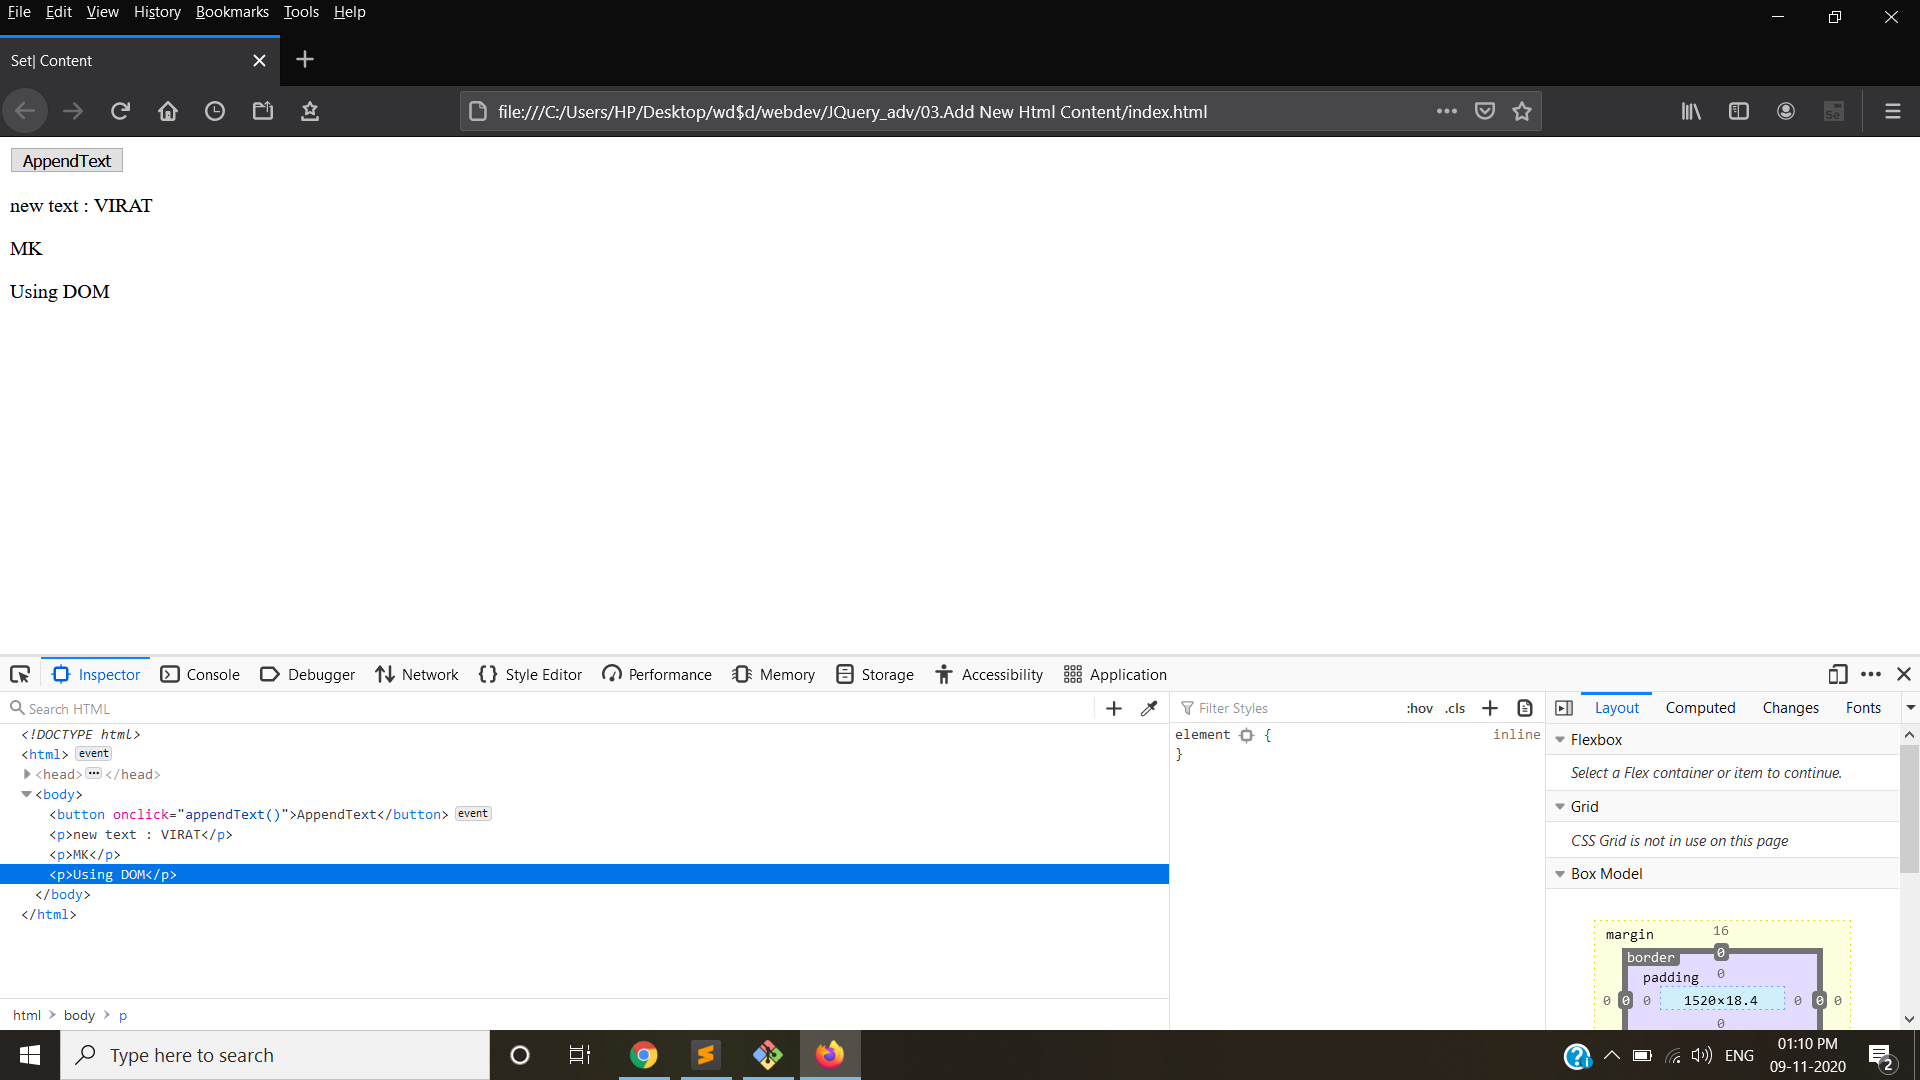 File Edit View History Bookmarks Tools Help
Set| Content
file:///C:/Users/HP/Desktop/wd$d/webdev/JQuery_adv/03.Add New Html Content/index.html
Se
AppendText
new text : VIRAT
MK
Using DOM
Inspector Console Debugger Network Style Editor Performance Memory Storage Accessibility Application
Search HTML
Filter Styles :hov .cls
Layout Computed Changes Fonts
<!DOCTYPE html>
<html> event
<head> ••• </head>
<body>
<button onclick="appendText()">AppendText</button> event
<p>new text : VIRAT</p>
<p>MK</p>
<p>Using DOM</p>
</body>
</html>
element { inline
}
Flexbox
Select a Flex container or item to continue.
Grid
CSS Grid is not in use on this page
Box Model
margin 16
border 0
padding 0
0 0 0 1520×18.4 0 0 0
0
html > body > p
Type here to search
ENG
01:10 PM
09-11-2020
2